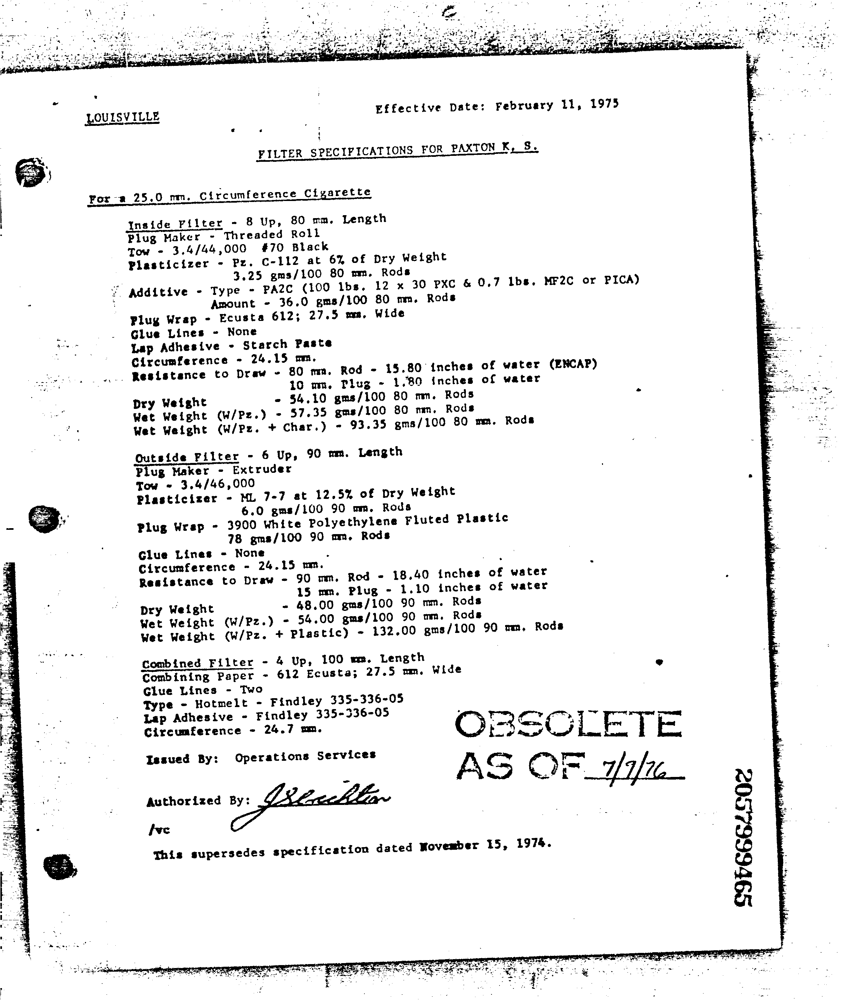 LOUISVILLE
Effective Date: February 11, 1975
FILTER SPECIFICATIONS FOR PAXTON K, S.
For a 25.0 mm. Circumference Cigarette
Inside Filter - 8 Up, 80 mm. Length
Plug Maker - Threaded Roll
Tow - 3.4/44,000 #70 Black
Plasticizer - Pz. C-112 at 6% of Dry Weight
3.25 gms/100 80 mm. Rods
Additive - Type - PA2C (100 lbs. 12 x 30 PXC & 0.7 lbs. MF2C or PICA)
Amount - 36.0 gms/100 80 mm. Rods
Plug Wrap - Ecusta 612; 27.5 mm. Wide
Glue Lines - None
Lap Adhesive - Starch Paste
Circumference - 24.15 mm.
Resistance to Draw - 80 mm. Rod - 15.80 inches of water (ENCAP)
10 mm. Plug - 1.80 inches of water
Dry Weight - 54.10 gms/100 80 mm. Rods
Wet Weight (W/Pz.) - 57.35 gms/100 80 mm. Rods
Wet Weight (W/Pz. + Char.) - 93.35 gms/100 80 mm. Rods
Outside Filter - 6 Up, 90 mm. Length
Plug Maker - Extruder
Tow - 3.4/46,000
Plasticizer - ML 7-7 at 12.5% of Dry Weight
6.0 gms/100 90 mm. Rods
Plug Wrap - 3900 White Polyethylene Fluted Plastic
78 gms/100 90 mm. Rods
Glue Lines - None
Circumference - 24.15 mm.
Resistance to Draw - 90 mm. Rod - 18.40 inches of water
15 mm. Plug - 1.10 inches of water
Dry Weight - 48.00 gms/100 90 mm. Rods
Wet Weight (W/Pz.) - 54.00 gms/100 90 mm. Rods
Wet Weight (W/Pz. + Plastic) - 132.00 gms/100 90 mm. Rods
Combined Filter - 4 Up, 100 mm. Length
Combining Paper - 612 Ecusta; 27.5 mm. Wide
Glue Lines - Two
Type - Hotmelt - Findley 335-336-05
Lap Adhesive - Findley 335-336-05
Circumference - 24.7 mm.
OBSOLETE
AS OF 7/7/76
Issued By: Operations Services
Authorized By:
/vc
This supersedes specification dated November 15, 1974.
2057999465